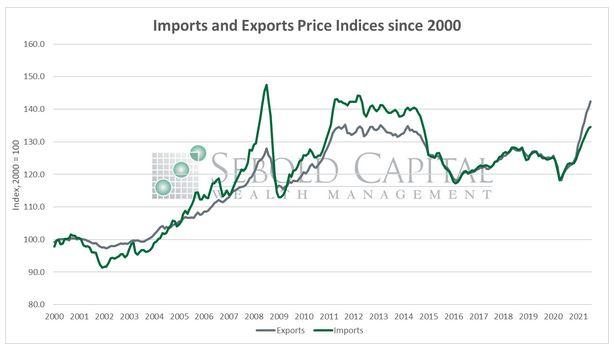 Imports and Exports Price Indices since 2000
160.0
150.0
140.0
130.0
120.0
110.0
100.0
90.0
80.0
Index, 2000 = 100
SEBOLD CAPITAL
WEALTH MANAGEMENT
2000 2001 2002 2003 2004 2005 2006 2007 2008 2009 2010 2011 2012 2013 2014 2015 2016 2017 2018 2019 2020 2021
Exports Imports